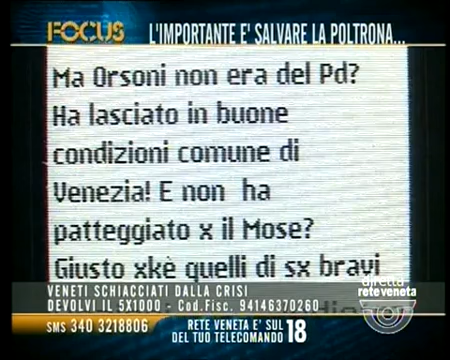 FOCUS
L'IMPORTANTE E' SALVARE LA POLTRONA...
Ma Orsoni non era del Pd?
Ha lasciato in buone
condizioni comune di
Venezia! E non ha
patteggiato x il Mose?
Giusto xkè quelli di sx bravi
VENETI SCHIACCIATI DALLA CRISI
DEVOLVI IL 5X1000 - Cod.Fisc. 94146370260
diretta
reteveneta
SMS 340 3218806
RETE VENETA E' SUL
DEL TUO TELECOMANDO 18